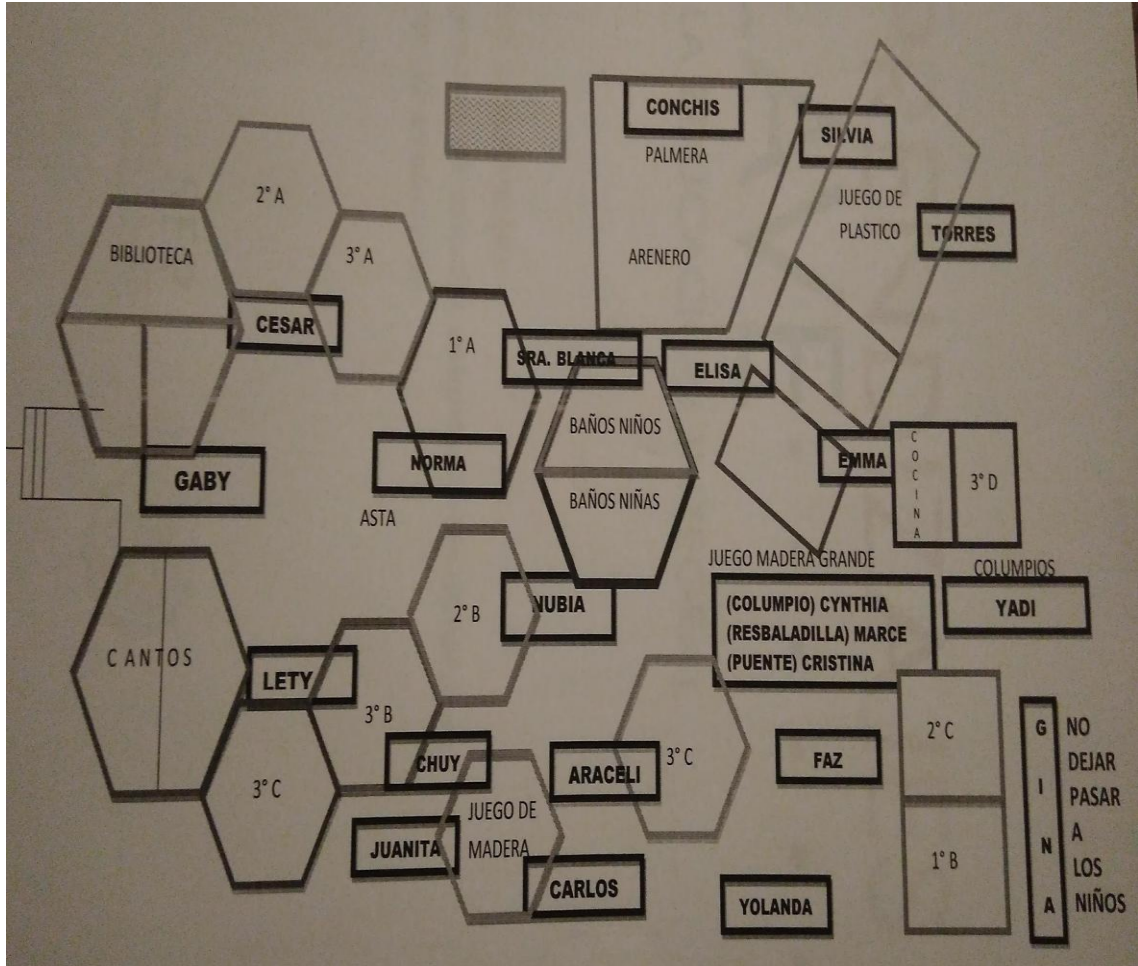 CONCHIS
SILVIA
PALMERA
2° A
JUEGO DE
PLASTICO
TORRES
BIBLIOTECA
3° A
ARENERO
CESAR
1° A
SRA. BLANCA
ELISA
BAÑOS NIÑOS
EMMA
COCINA
3° D
NORMA
GABY
BAÑOS NIÑAS
ASTA
JUEGO MADERA GRANDE
COLUMPIOS
(COLUMPIO) CYNTHIA
(RESBALADILLA) MARCE
(PUENTE) CRISTINA
YADI
NUBIA
2° B
CANTOS
LETY
3° B
CHUY
ARACELI
3° C
FAZ
2° C
GINA
NO
DEJAR
PASAR
A
LOS
NIÑOS
3° C
JUEGO DE
MADERA
JUANITA
CARLOS
1° B
YOLANDA